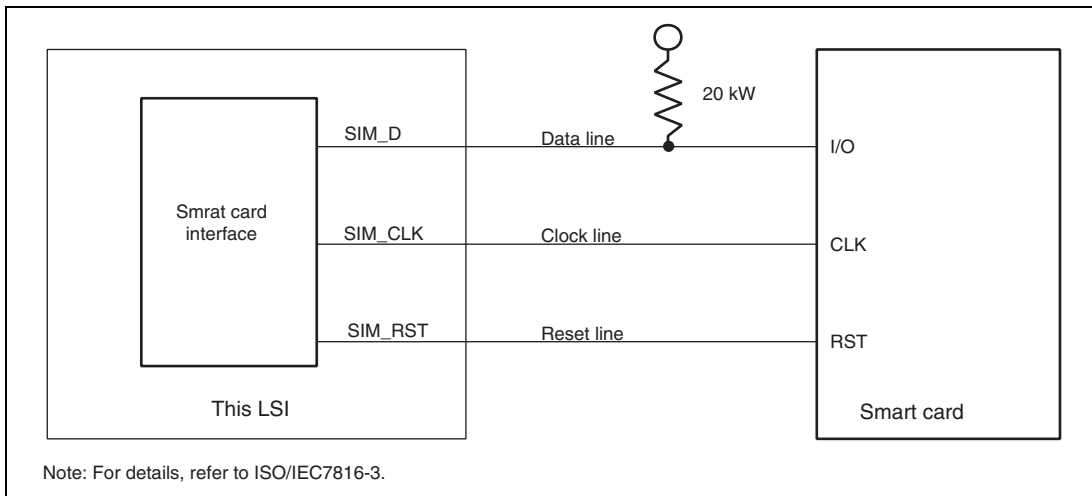 20 kW
SIM_D
Data line
I/O
Smrat card
interface
SIM_CLK
Clock line
CLK
SIM_RST
Reset line
RST
This LSI
Smart card
Note: For details, refer to ISO/IEC7816-3.